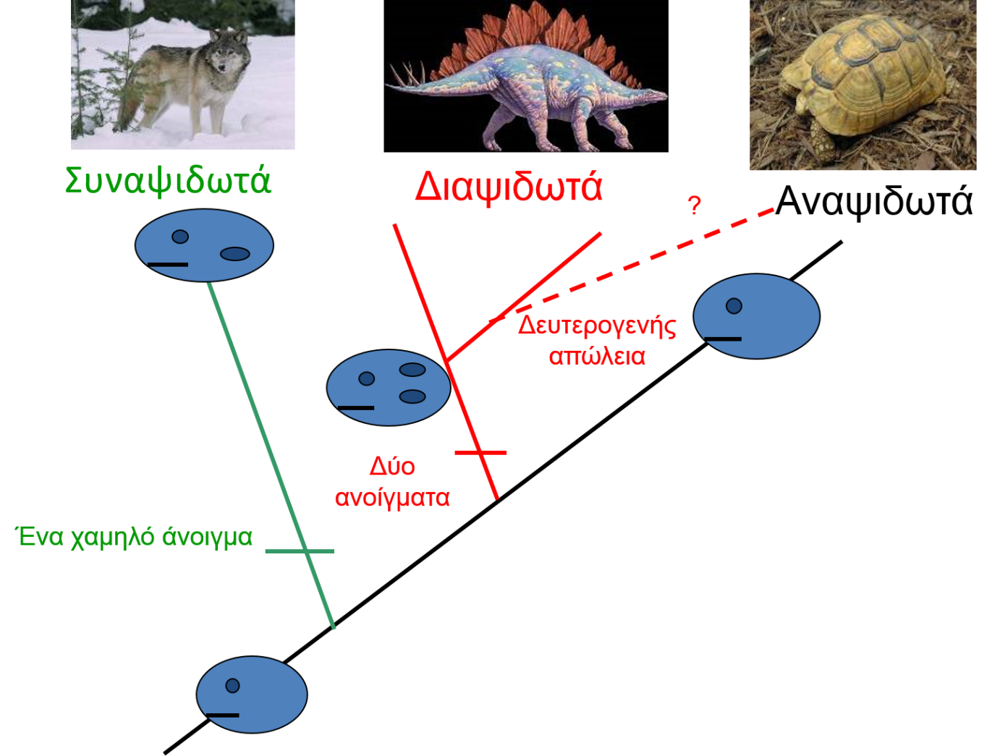 Συναψιδωτά
Διαψιδωτά
?
Αναψιδωτά
Δευτερογενής
απώλεια
Δύο
ανοίγματα
Ένα χαμηλό άνοιγμα